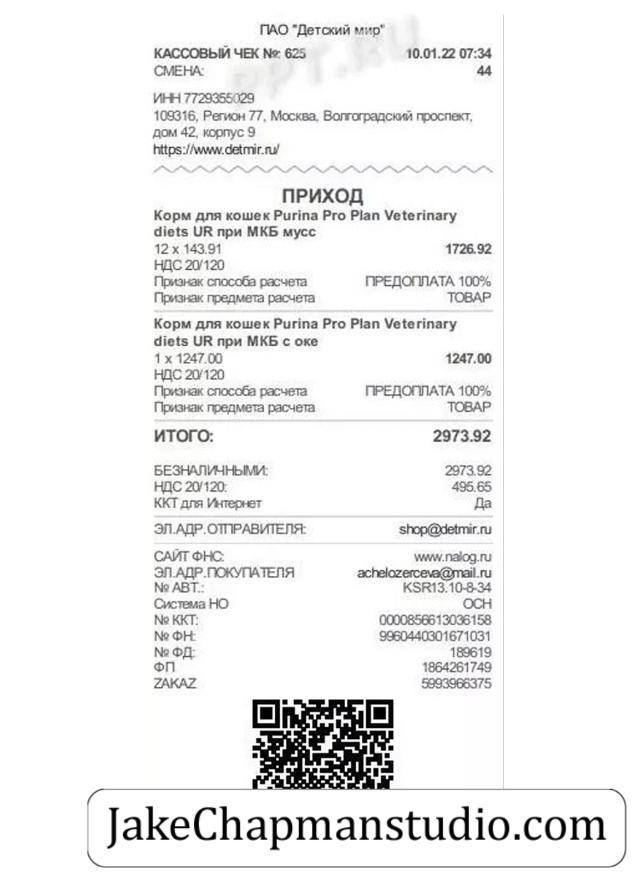 ПАО "Детский мир"
КАССОВЫЙ ЧЕК №: 625 10.01.22 07:34
СМЕНА: 44
PPT.RU
ИНН 7729355029
109316, Регион 77, Москва, Волгоградский проспект,
дом 42, корпус 9
https://www.detmir.ru/
ПРИХОД
Корм для кошек Purina Pro Plan Veterinary
diets UR при МКБ мусс
12 x 143.91 1726.92
НДС 20/120
Признак способа расчета ПРЕДОПЛАТА 100%
Признак предмета расчета ТОВАР
Корм для кошек Purina Pro Plan Veterinary
diets UR при МКБ с оке
1 x 1247.00 1247.00
НДС 20/120
Признак способа расчета ПРЕДОПЛАТА 100%
Признак предмета расчета ТОВАР
ИТОГО: 2973.92
БЕЗНАЛИЧНЫМИ: 2973.92
НДС 20/120: 495.65
ККТ для Интернет Да
ЭЛ.АДР.ОТПРАВИТЕЛЯ: shop@detmir.ru
САЙТ ФНС: www.nalog.ru
ЭЛ.АДР.ПОКУПАТЕЛЯ achelozerceva@mail.ru
№ АВТ.: KSR13.10-8-34
Система НО ОСН
№ ККТ: 0000856613036158
№ ФН: 9960440301671031
№ ФД: 189619
ФП 1864261749
ZAKAZ 5993966375
JakeChapmanstudio.com